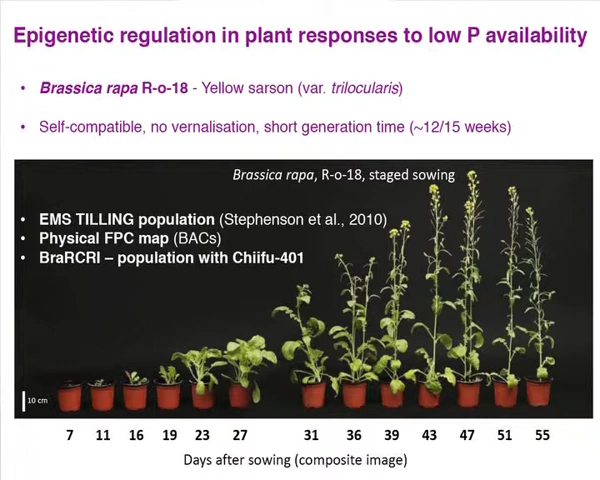 Epigenetic regulation in plant responses to low P availability
• Brassica rapa R-o-18 - Yellow sarson (var. trilocularis)
• Self-compatible, no vernalisation, short generation time (~12/15 weeks)
Brassica rapa, R-o-18, staged sowing
• EMS TILLING population (Stephenson et al., 2010)
• Physical FPC map (BACs)
• BraRCRI – population with Chiifu-401
10 cm
7 11 16 19 23 27 31 36 39 43 47 51 55
Days after sowing (composite image)